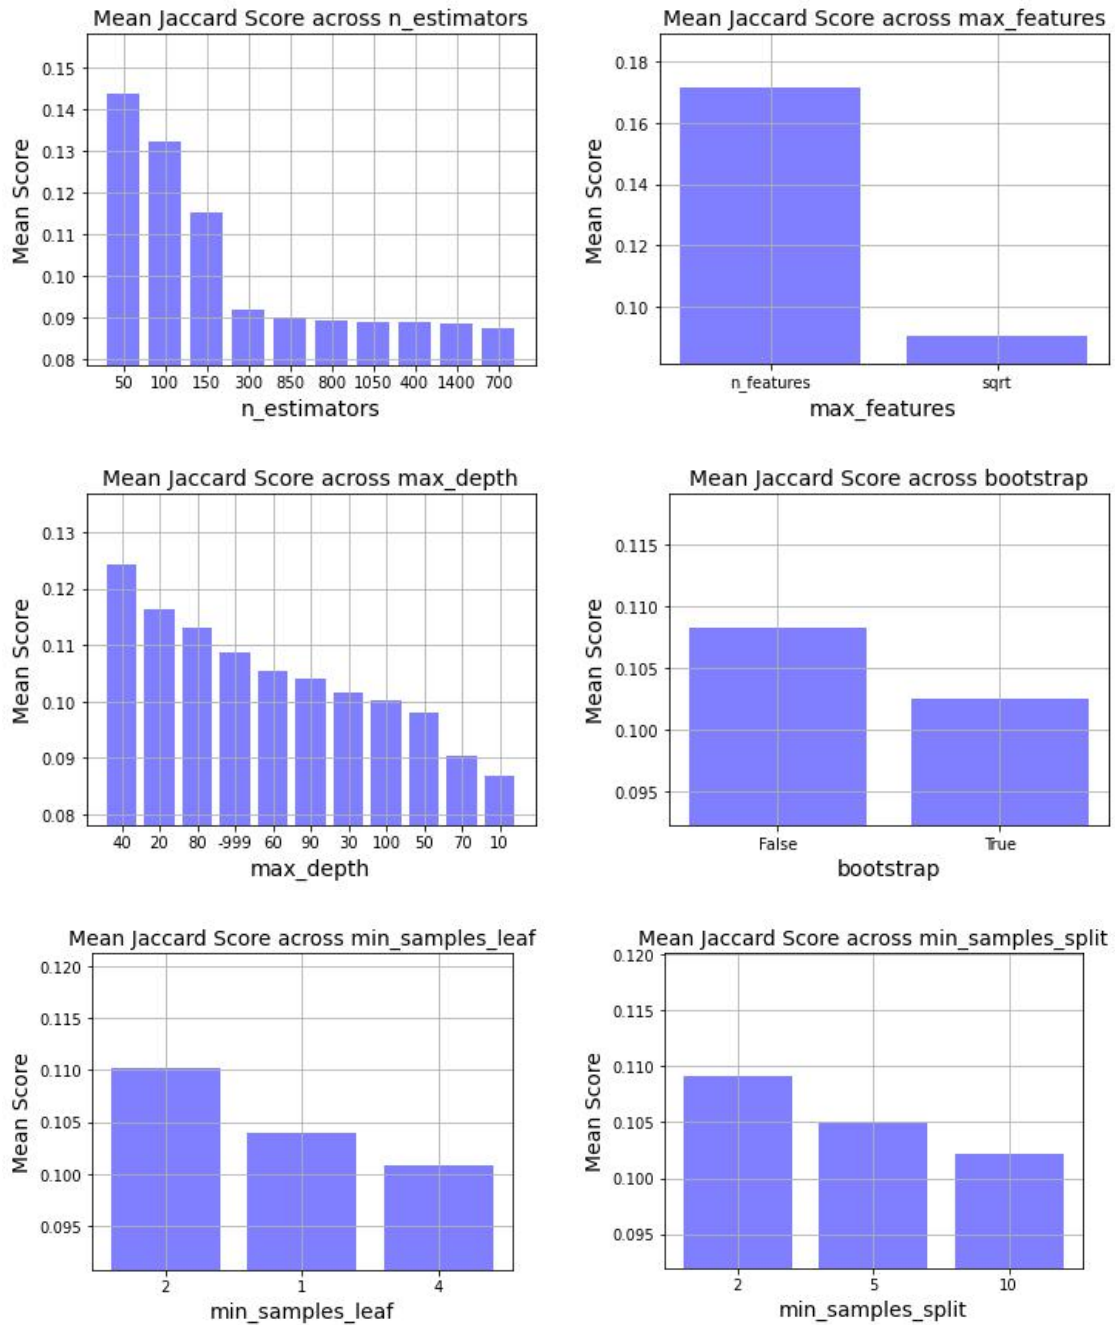 Mean Jaccard Score across n_estimators
Mean Score
0.15
0.14
0.13
0.12
0.11
0.10
0.09
0.08
50 100 150 300 850 800 1050 400 1400 700
n_estimators
Mean Jaccard Score across max_features
Mean Score
0.18
0.16
0.14
0.12
0.10
n_features sqrt
max_features
Mean Jaccard Score across max_depth
Mean Score
0.13
0.12
0.11
0.10
0.09
0.08
40 20 80 -999 60 90 30 100 50 70 10
max_depth
Mean Jaccard Score across bootstrap
Mean Score
0.115
0.110
0.105
0.100
0.095
False True
bootstrap
Mean Jaccard Score across min_samples_leaf
Mean Score
0.120
0.115
0.110
0.105
0.100
0.095
2 1 4
min_samples_leaf
Mean Jaccard Score across min_samples_split
Mean Score
0.120
0.115
0.110
0.105
0.100
0.095
2 5 10
min_samples_split